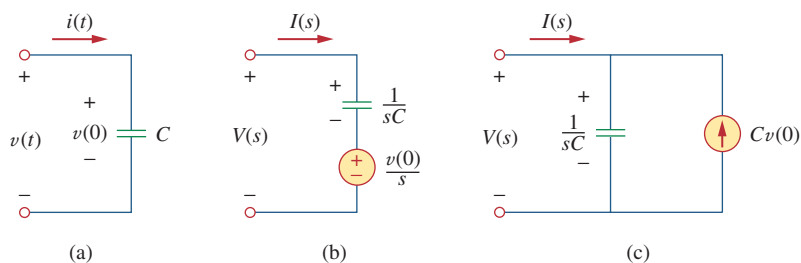 i(t)
+
v(t)
−
+
v(0)
−
C
(a)
I(s)
+
V(s)
−
+
−
1
sC
+
−
v(0)
s
(b)
I(s)
+
V(s)
−
+
1
sC
−
Cv(0)
(c)